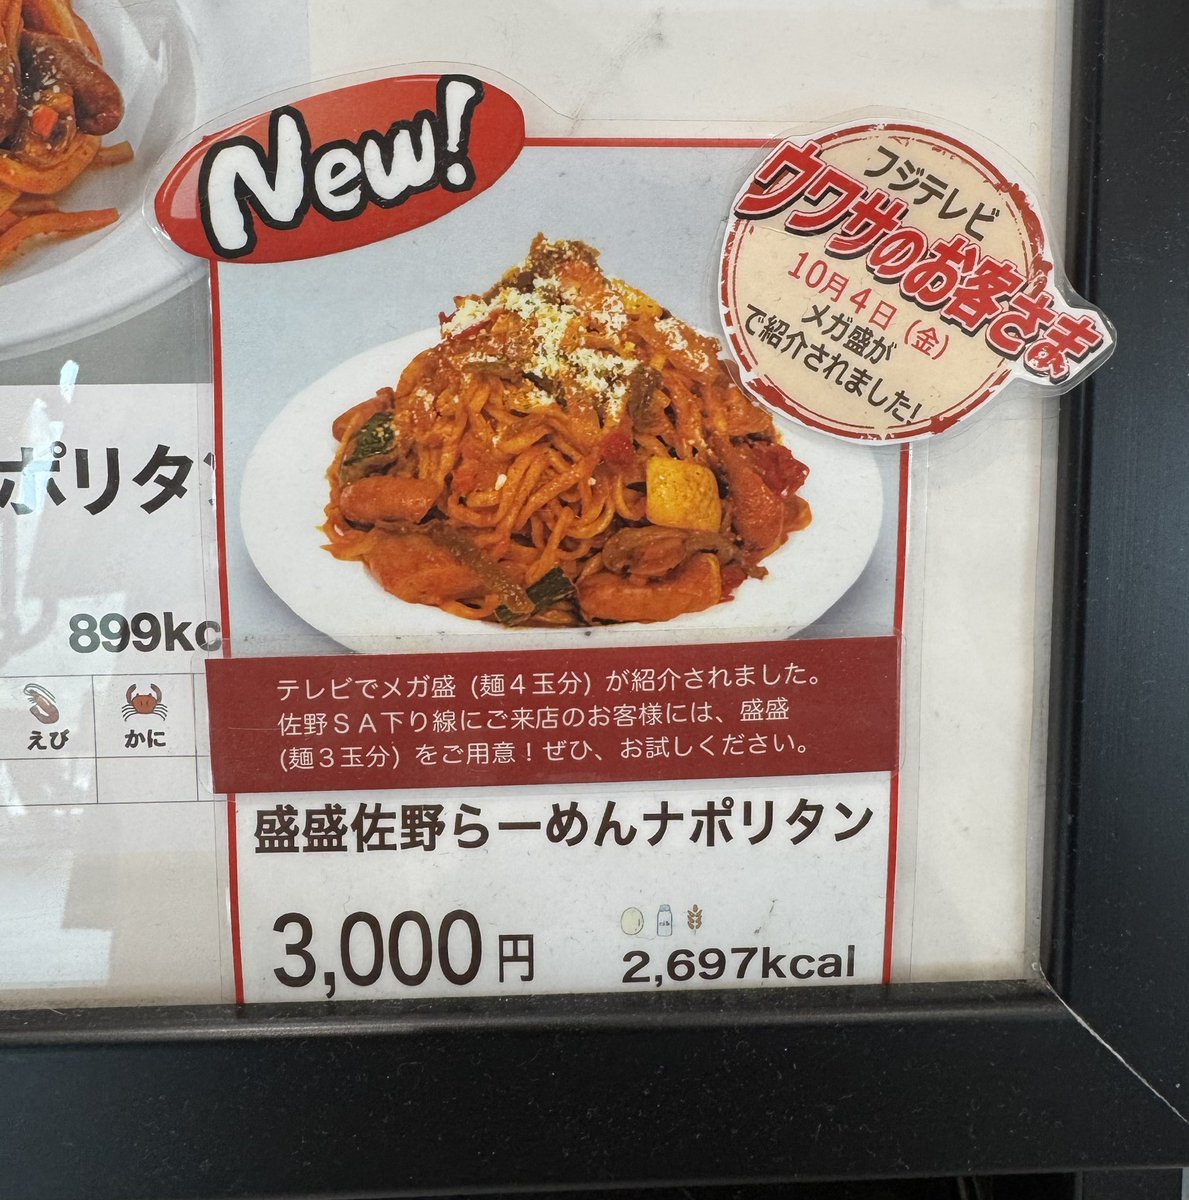 New!
フジテレビ
ウワサのお客さま
10月4日（金）
メガ盛が
で紹介されました!
ポリタン
899kc
えび
かに
テレビでメガ盛（麺４玉分）が紹介されました。
佐野ＳＡ下り線にご来店のお客様には、盛盛
（麺３玉分）をご用意！ぜひ、お試しください。
盛盛佐野らーめんナポリタン
3,000円
2,697kcal